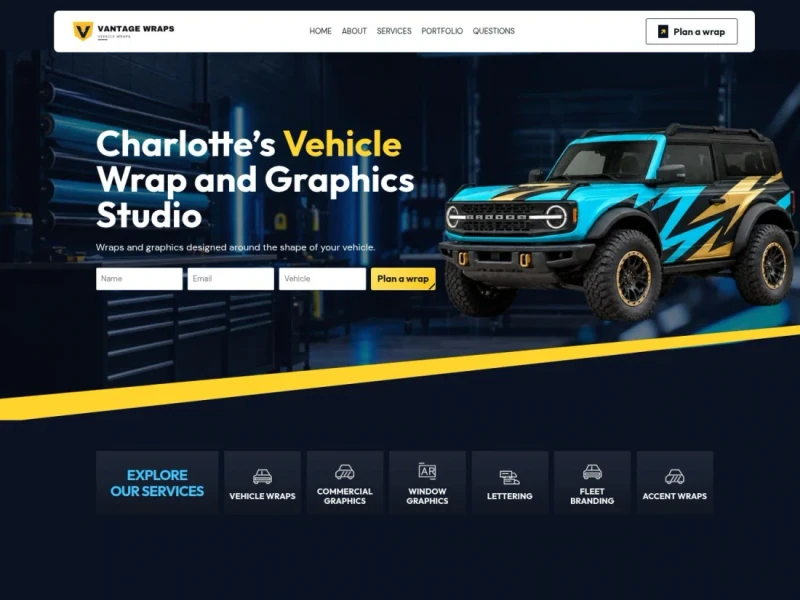 VANTAGE WRAPS
VEHICLE WRAPS
HOME ABOUT SERVICES PORTFOLIO QUESTIONS
Plan a wrap
Charlotte's Vehicle
Wrap and Graphics
Studio
Wraps and graphics designed around the shape of your vehicle.
Name Email Vehicle Plan a wrap
BRONCO
EXPLORE
OUR SERVICES
VEHICLE WRAPS
COMMERCIAL
GRAPHICS
AR
WINDOW
GRAPHICS
LETTERING
FLEET
BRANDING
ACCENT WRAPS